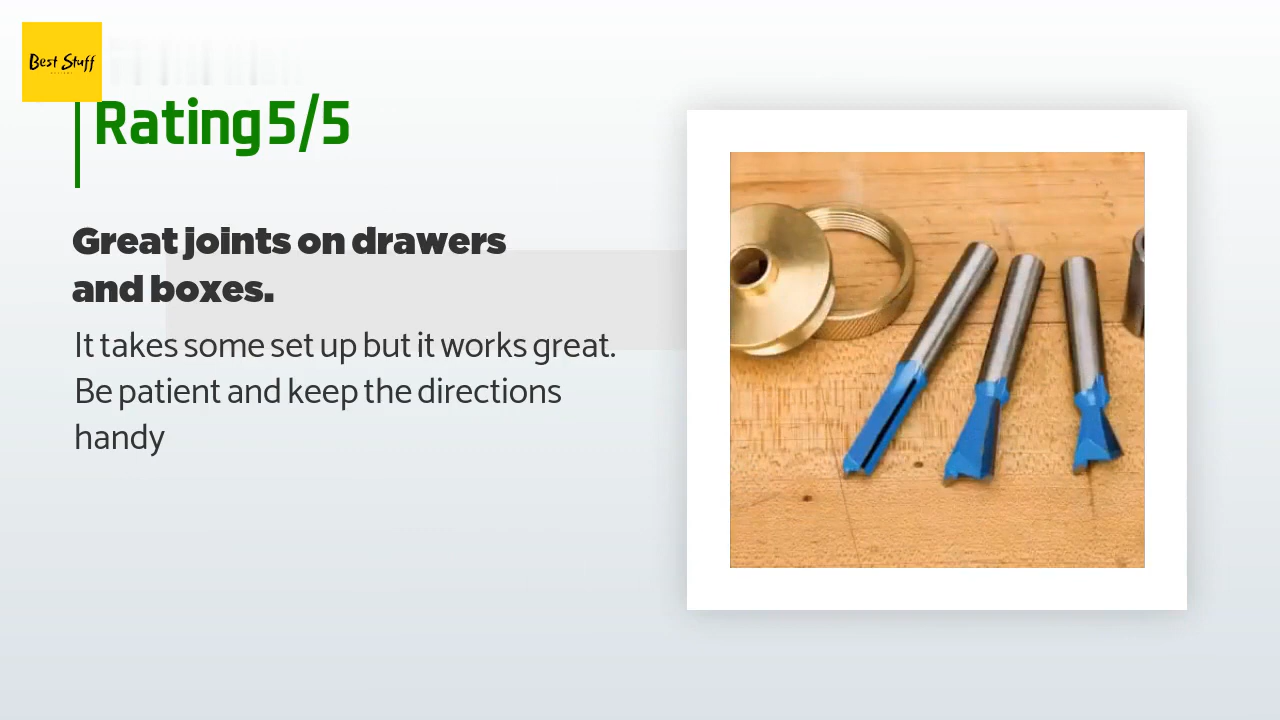 Best Stuff
Rating 5/5
Great joints on drawers
and boxes.
It takes some set up but it works great.
Be patient and keep the directions
handy